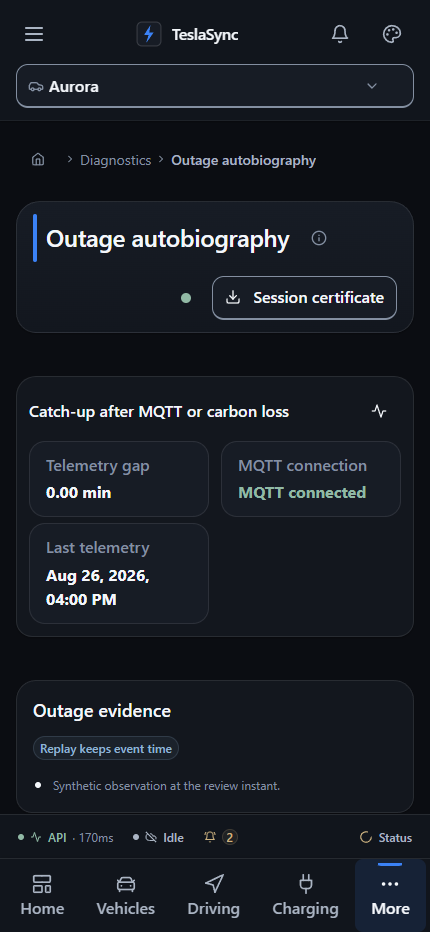 TeslaSync
Aurora
Diagnostics
Outage autobiography
Outage autobiography
Session certificate
Catch-up after MQTT or carbon loss
Telemetry gap
0.00 min
MQTT connection
MQTT connected
Last telemetry
Aug 26, 2026,
04:00 PM
Outage evidence
Replay keeps event time
Synthetic observation at the review instant.
API · 170ms
Idle
2
Status
Home
Vehicles
Driving
Charging
More